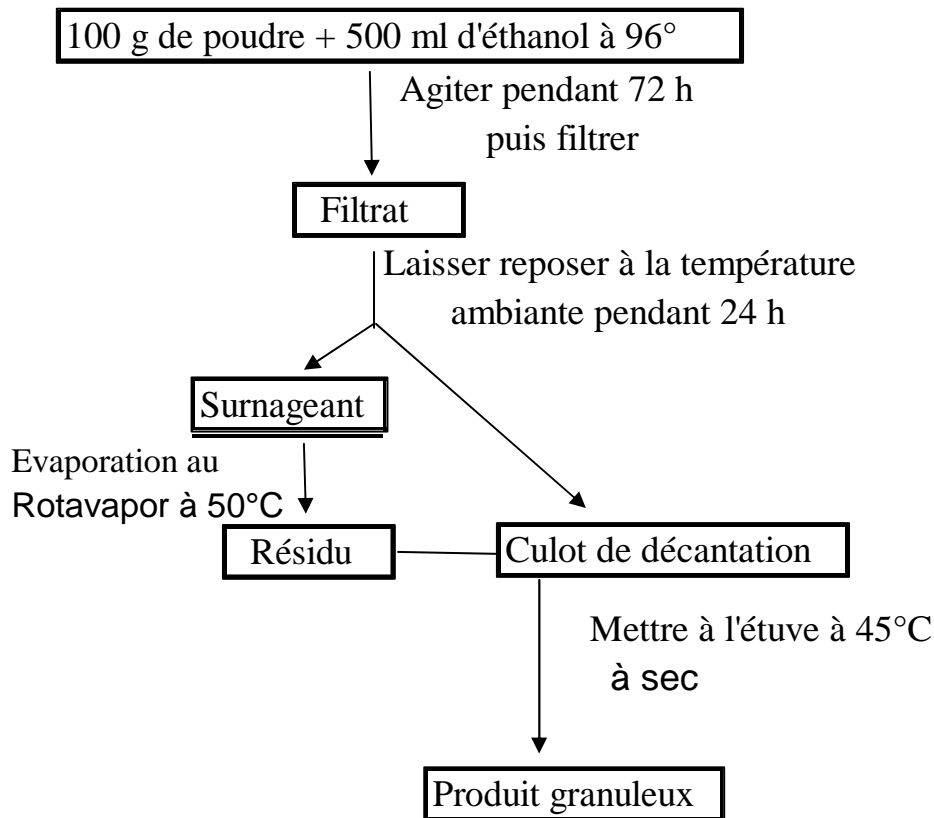 100 g de poudre + 500 ml d'éthanol à 96°
Agiter pendant 72 h
puis filtrer
Filtrat
Laisser reposer à la température
ambiante pendant 24 h
Surnageant
Evaporation au
Rotavapor à 50°C
Résidu
Culot de décantation
Mettre à l'étuve à 45°C
à sec
Produit granuleux